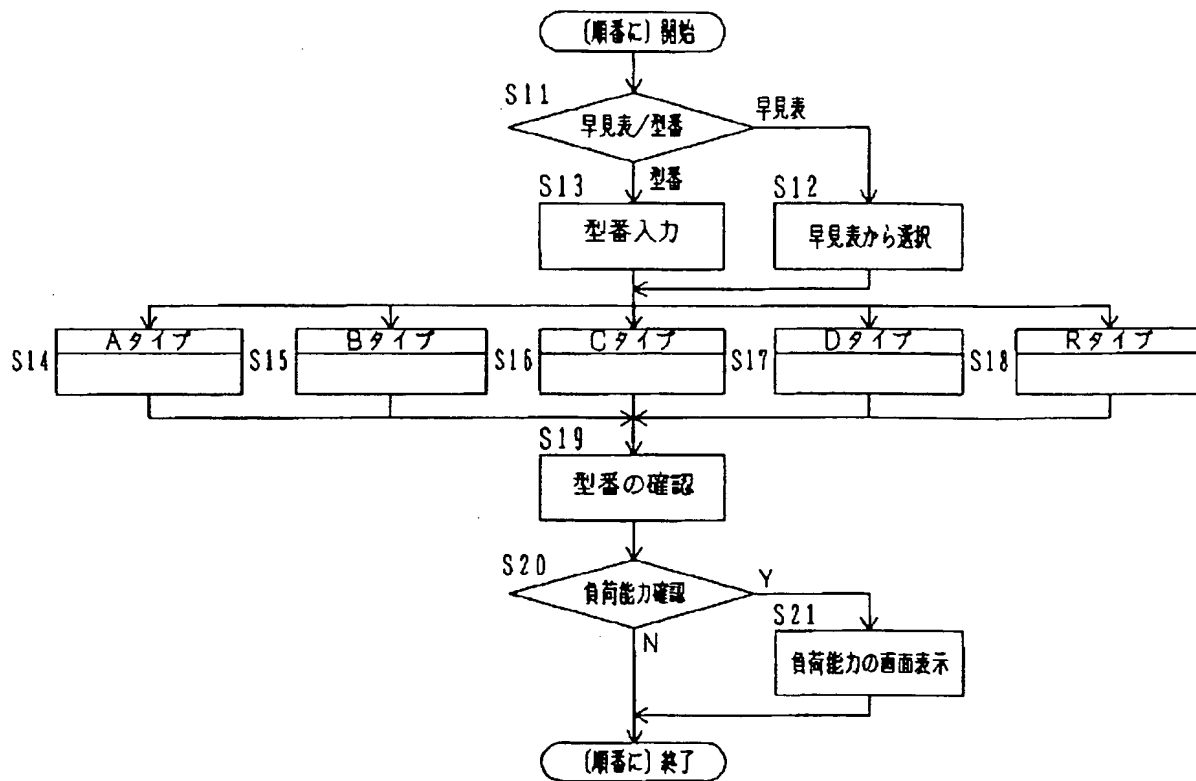 (順番に) 開始
S11
早見表/型番
早見表
型番
S13
型番入力
S12
早見表から選択
S14
Aタイプ
S15
Bタイプ
S16
Cタイプ
S17
Dタイプ
S18
Rタイプ
S19
型番の確認
S20
負荷能力確認
Y
N
S21
負荷能力の画面表示
(順番に) 終了